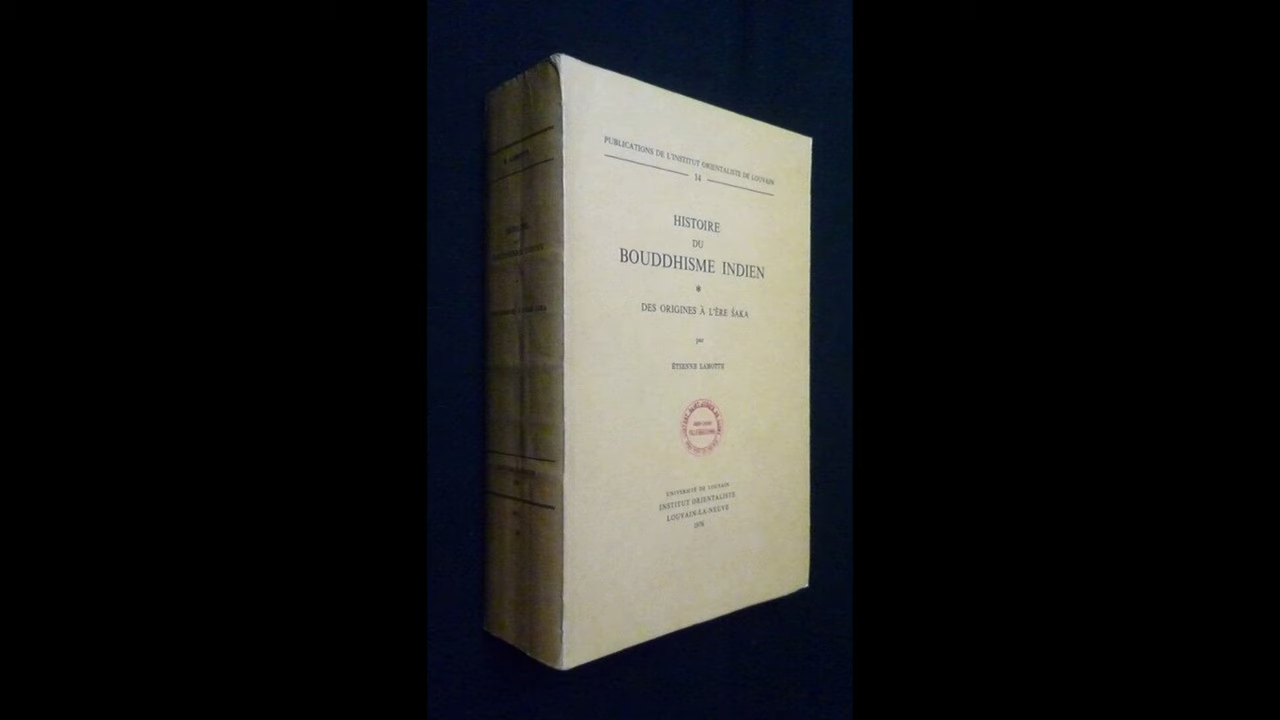 PUBLICATIONS DE L'INSTITUT ORIENTALISTE DE LOUVAIN
14
HISTOIRE
DU
BOUDDHISME INDIEN
*
DES ORIGINES À L'ÈRE ŚAKA
par
ÉTIENNE LAMOTTE
UNIVERSITÉ DE LOUVAIN
INSTITUT ORIENTALISTE
LOUVAIN-LA-NEUVE
1976